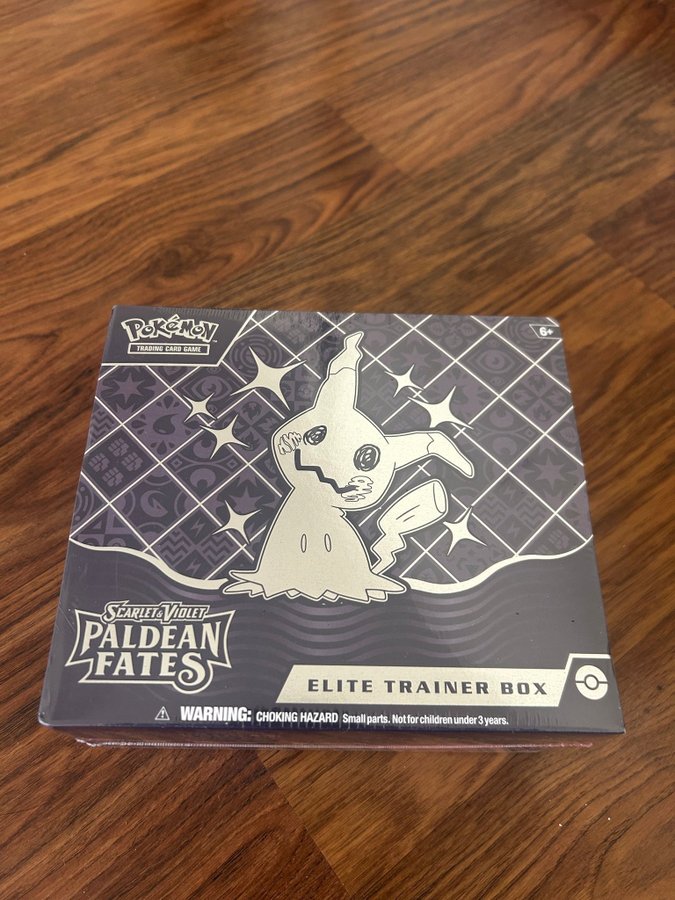 POKéMON
TRADING CARD GAME
6+
SCARLET & VIOLET
PALDEAN
FATES
ELITE TRAINER BOX
WARNING: CHOKING HAZARD Small parts. Not for children under 3 years.